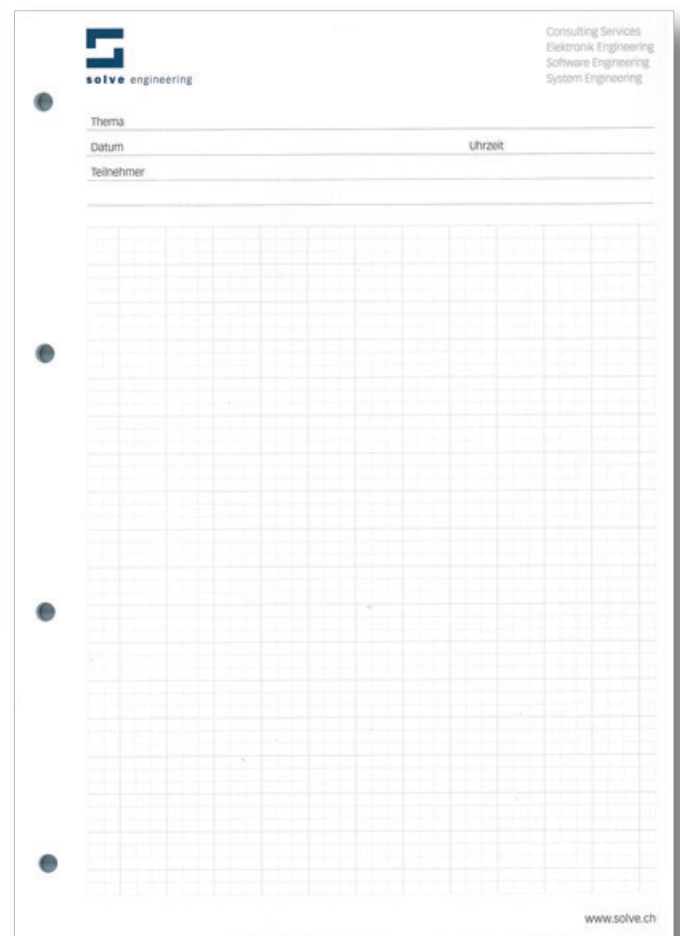 solve engineering
Consulting Services
Elektronik Engineering
Software Engineering
System Engineering
Thema
Datum Uhrzeit
Teilnehmer
www.solve.ch